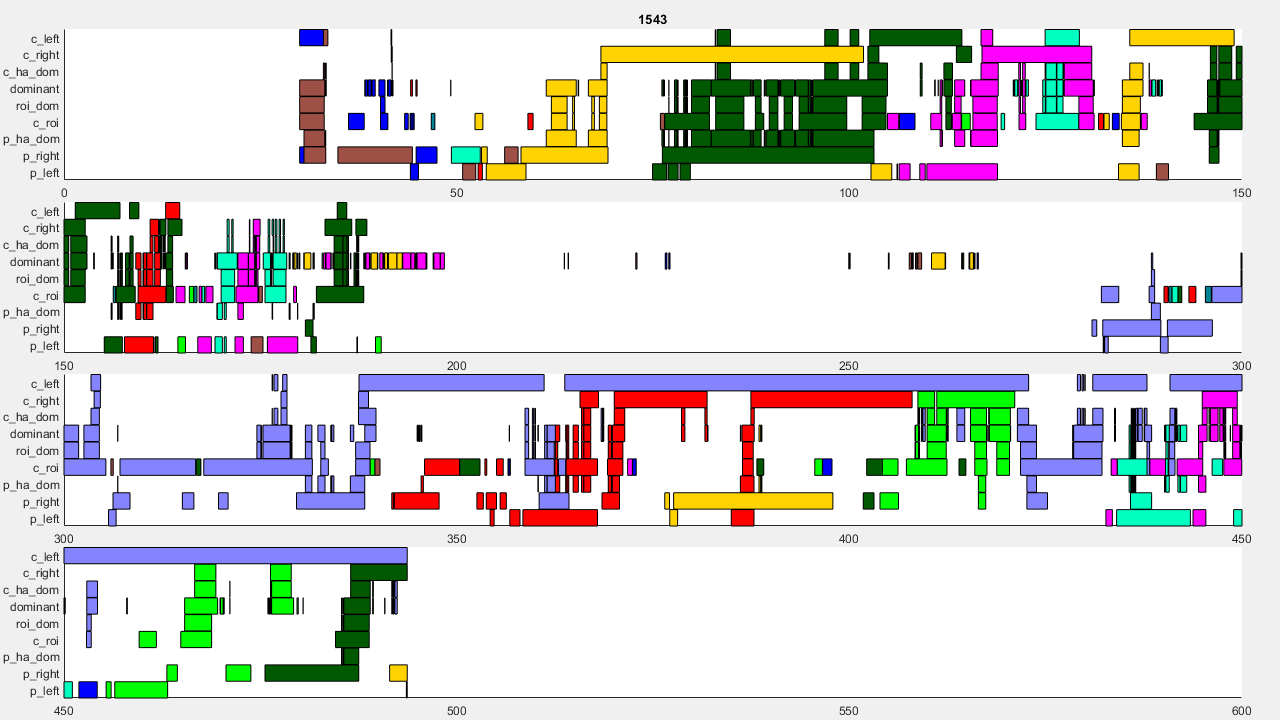 1543
c_left
c_right
c_ha_dom
dominant
roi_dom
c_roi
p_ha_dom
p_right
p_left
0 50 100 150
c_left
c_right
c_ha_dom
dominant
roi_dom
c_roi
p_ha_dom
p_right
p_left
150 200 250 300
c_left
c_right
c_ha_dom
dominant
roi_dom
c_roi
p_ha_dom
p_right
p_left
300 350 400 450
c_left
c_right
c_ha_dom
dominant
roi_dom
c_roi
p_ha_dom
p_right
p_left
450 500 550 600